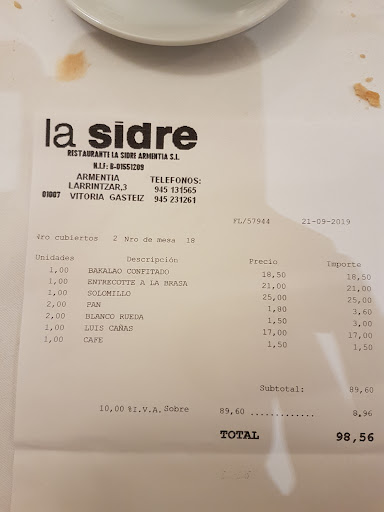 la sidre
RESTAURANTE LA SIDRE ARMENTIA S.L
N.I.F: B-01551209
ARMENTIA TELEFONOS:
LARRINTZAR,3 945 131565
01007 VITORIA GASTEIZ 945 231261
FL/57944 21-09-2019
Nro cubiertos 2 Nro de mesa 18
Unidades Descripción Precio Importe
1,00 BAKALAO CONFITADO 18,50 18,50
1,00 ENTRECOTTE A LA BRASA 21,00 21,00
1,00 SOLOMILLO 25,00 25,00
2,00 PAN 1,80 3,60
2,00 BLANCO RUEDA 1,50 3,00
1,00 LUIS CAÑAS 17,00 17,00
1,00 CAFE 1,50 1,50
Subtotal: 89,60
10,00 %I.V.A. Sobre 89,60 ............. 8,96
TOTAL 98,56